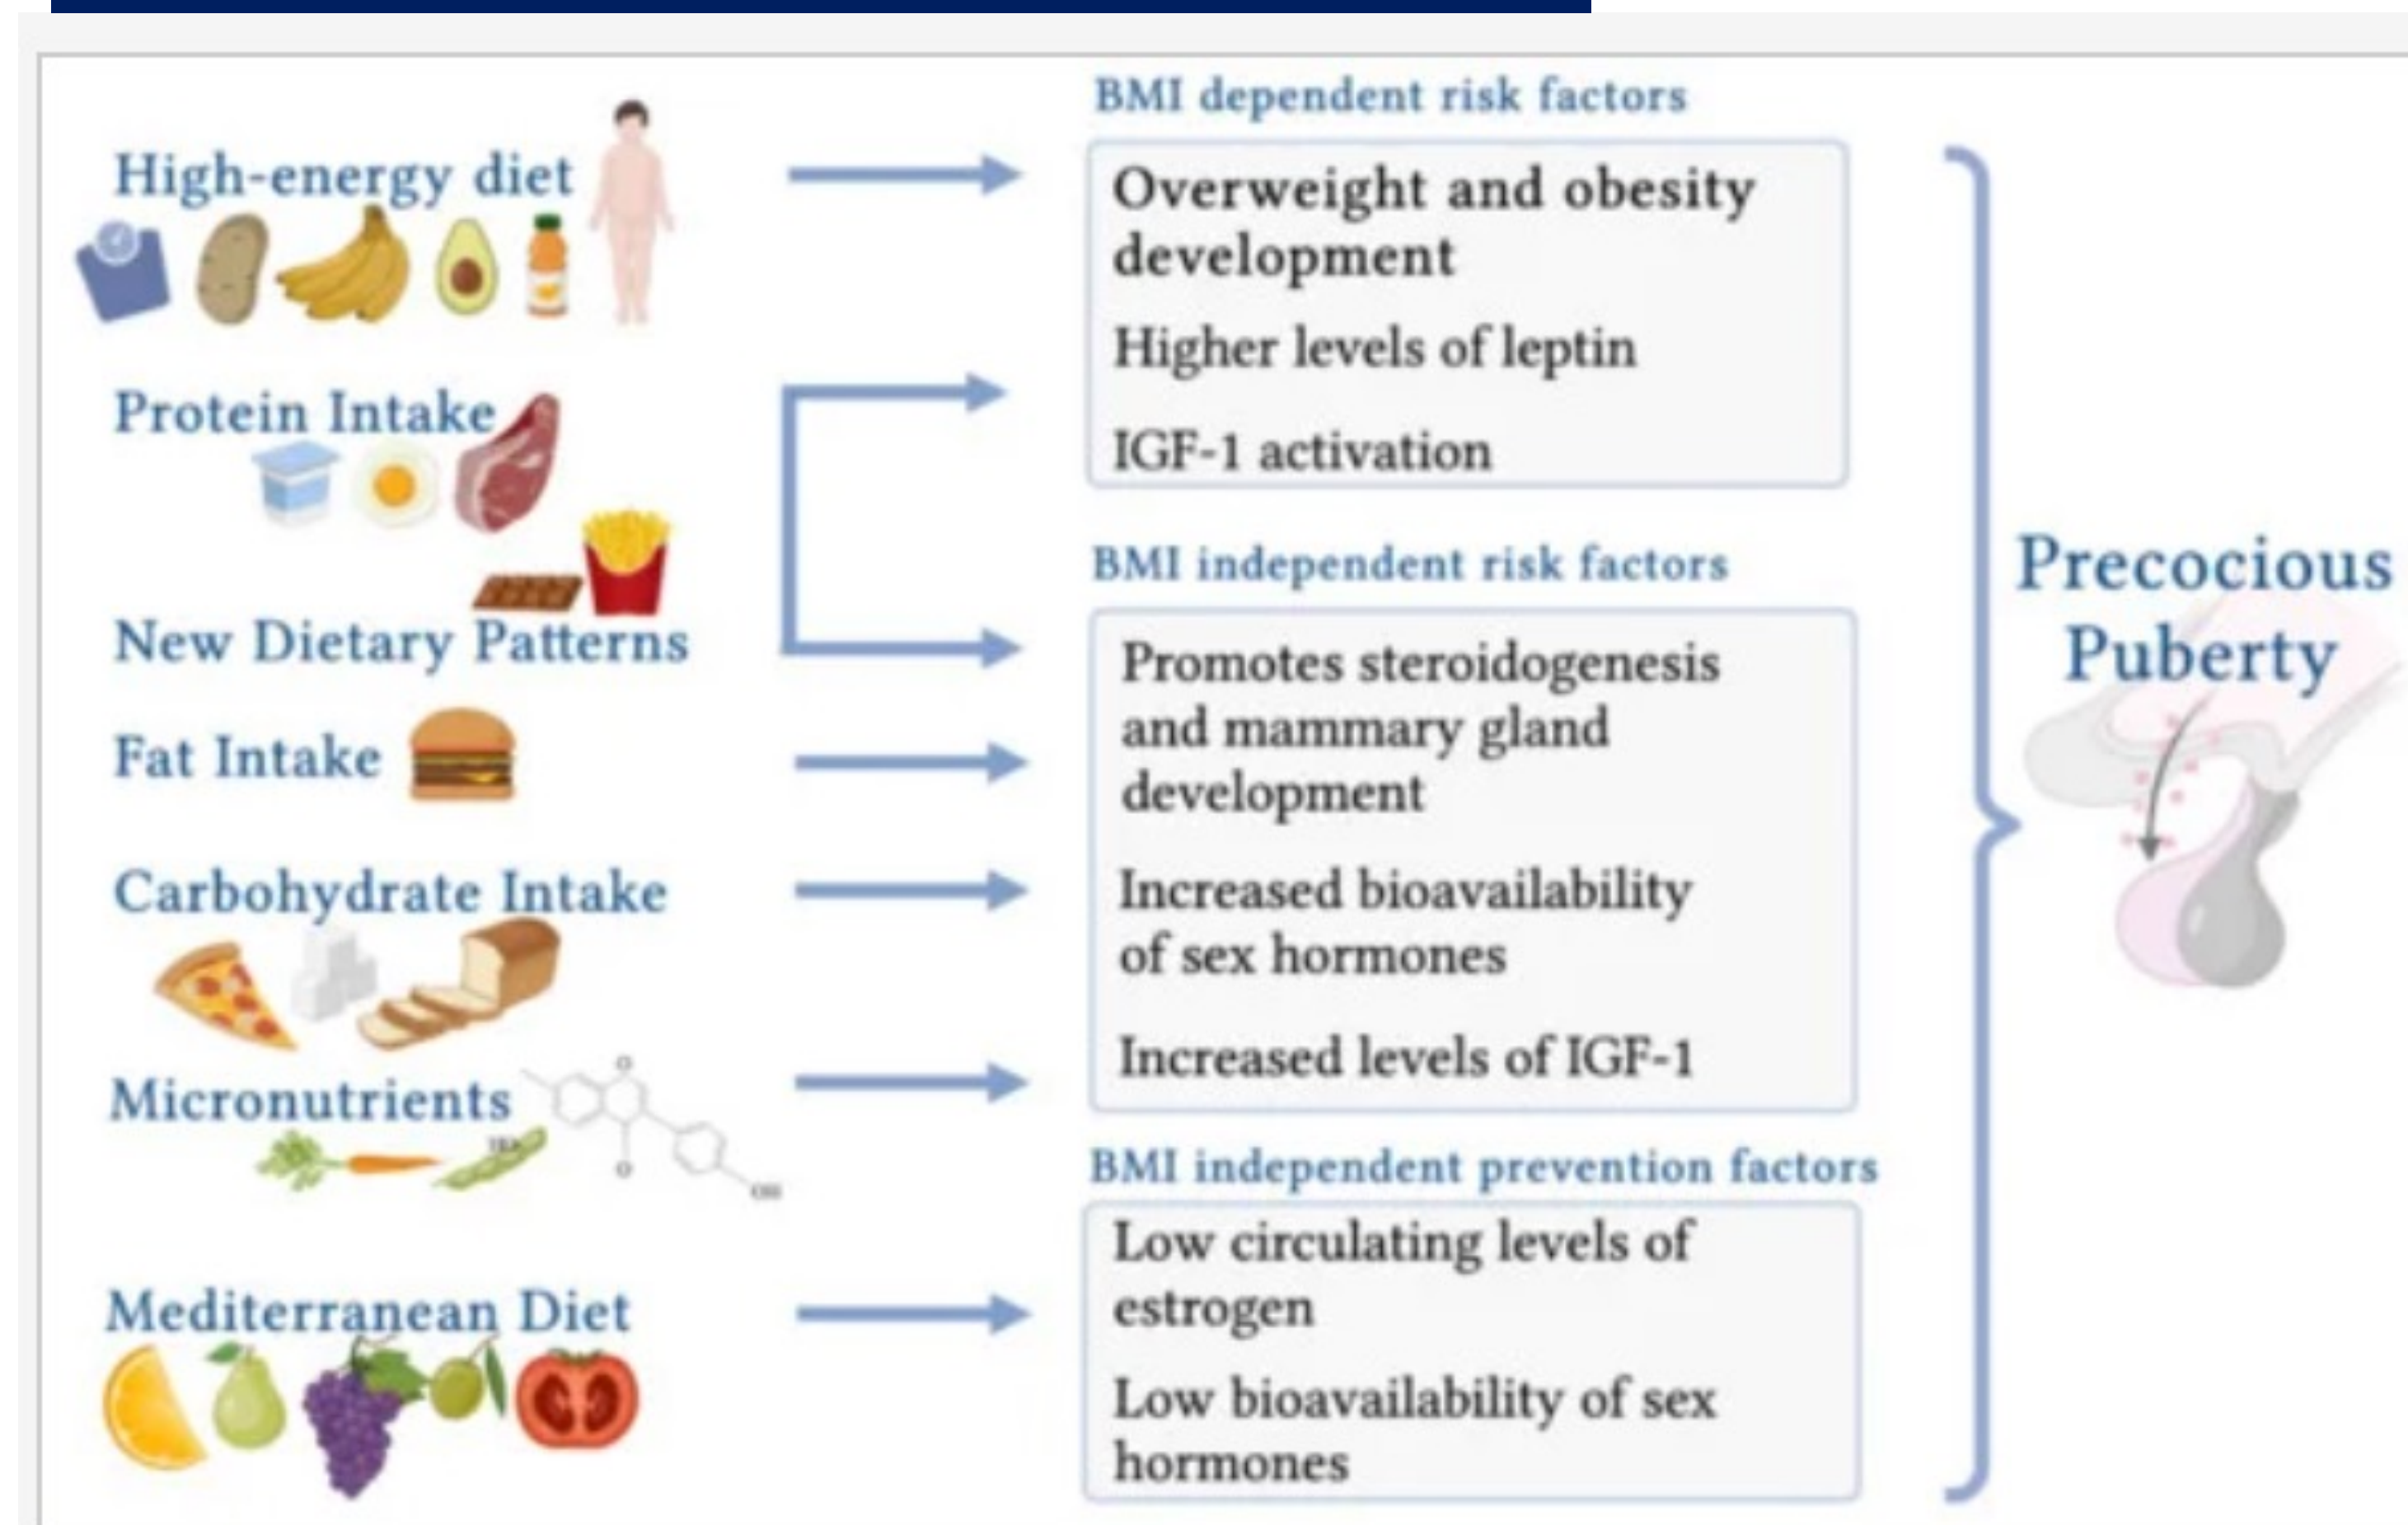 High-energy diet
Protein Intake
New Dietary Patterns
Fat Intake
Carbohydrate Intake
Micronutrients
O
O
OH
Mediterranean Diet
BMI dependent risk factors
Overweight and obesity
development
Higher levels of leptin
IGF-1 activation
BMI independent risk factors
Promotes steroidogenesis
and mammary gland
development
Increased bioavailability
of sex hormones
Increased levels of IGF-1
BMI independent prevention factors
Low circulating levels of
estrogen
Low bioavailability of sex
hormones
Precocious
Puberty